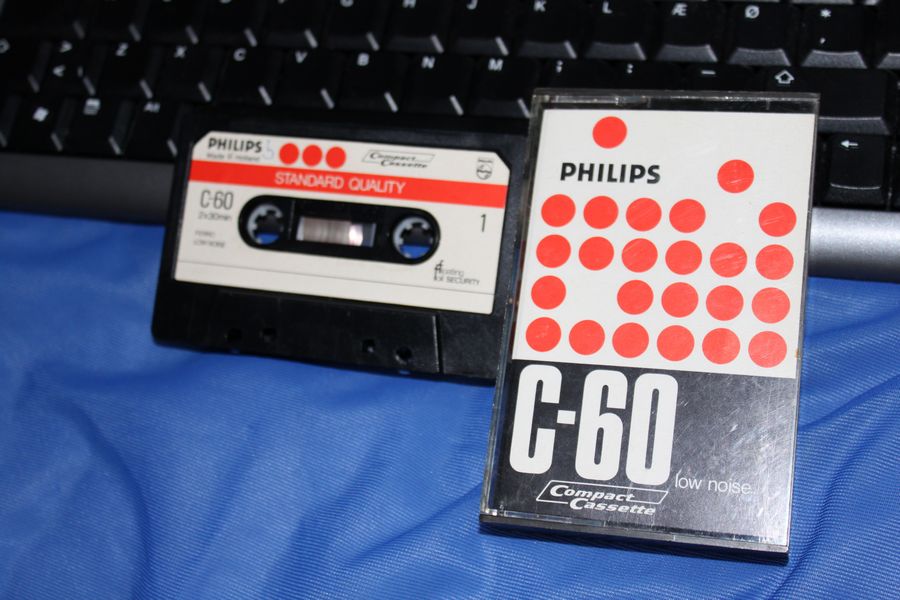 G H J K L Æ Ø *
Z X C V B N M ; : _
PHILIPS
Made in Holland
Compact
Cassette
STANDARD QUALITY
C-60
2x30min
FERRO
LOW NOISE
1
floating
foil SECURITY
PHILIPS
C-60
low noise
Compact
Cassette